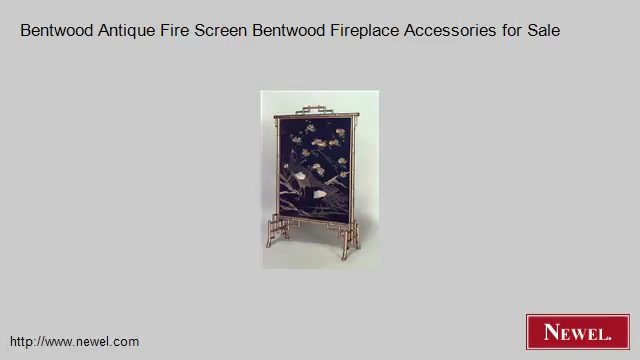 Bentwood Antique Fire Screen Bentwood Fireplace Accessories for Sale
http://www.newel.com
NEWEL.